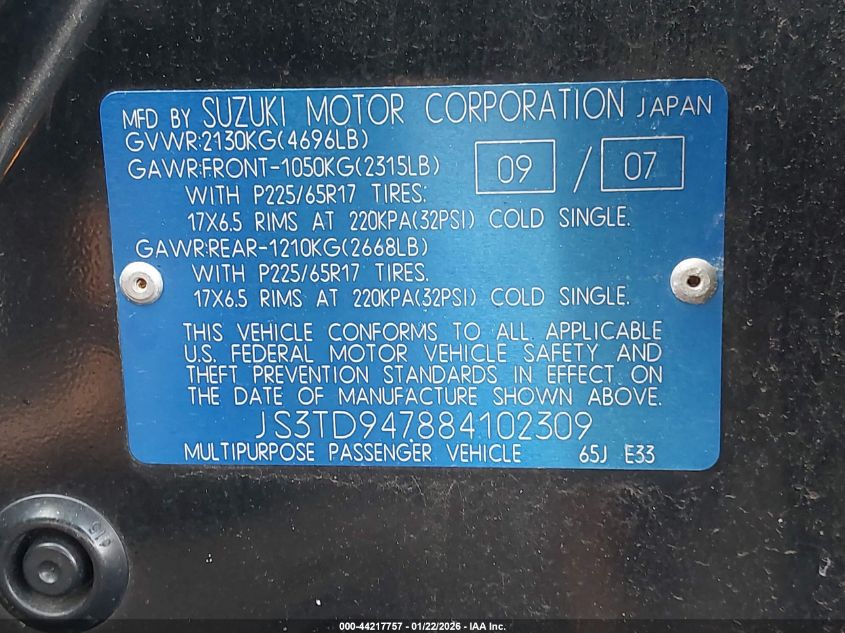 MFD BY SUZUKI MOTOR CORPORATION JAPAN
GVWR:2130KG(4696LB)
GAWR:FRONT-1050KG(2315LB) 09 / 07
WITH P225/65R17 TIRES.
17X6.5 RIMS AT 220KPA(32PSI) COLD SINGLE.
GAWR:REAR-1210KG(2668LB)
WITH P225/65R17 TIRES.
17X6.5 RIMS AT 220KPA(32PSI) COLD SINGLE.
THIS VEHICLE CONFORMS TO ALL APPLICABLE
U.S. FEDERAL MOTOR VEHICLE SAFETY AND
THEFT PREVENTION STANDARDS IN EFFECT ON
THE DATE OF MANUFACTURE SHOWN ABOVE.
JS3TD947884102309
MULTIPURPOSE PASSENGER VEHICLE 65J E33
000-44217757 - 01/22/2026 - IAA Inc.